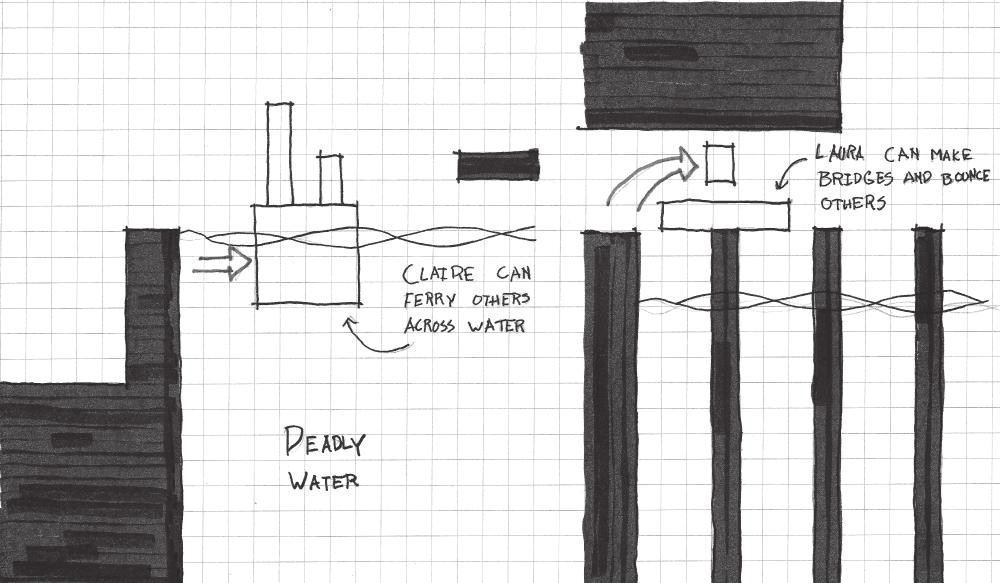 LAURA CAN MAKE
BRIDGES AND BOUNCE
OTHERS
CLAIRE CAN
FERRY OTHERS
ACROSS WATER
DEADLY
WATER